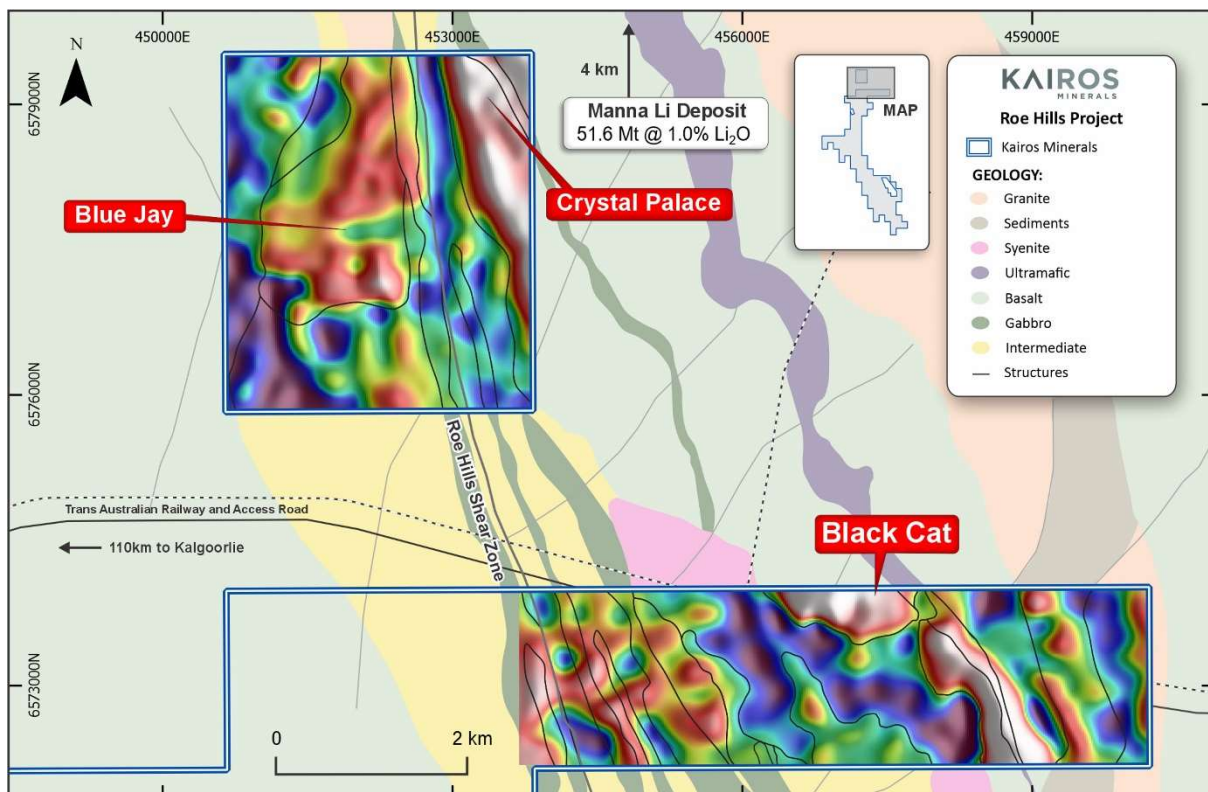 450000E
453000E
456000E
459000E
N
6579000N
6576000N
6573000N
4 km
Manna Li Deposit
51.6 Mt @ 1.0% Li₂O
MAP
KAIROS
MINERALS
Roe Hills Project
Kairos Minerals
GEOLOGY:
Granite
Sediments
Syenite
Ultramafic
Basalt
Gabbro
Intermediate
Structures
Blue Jay
Crystal Palace
Roe Hills Shear Zone
Trans Australian Railway and Access Road
110km to Kalgoorlie
Black Cat
0
2 km